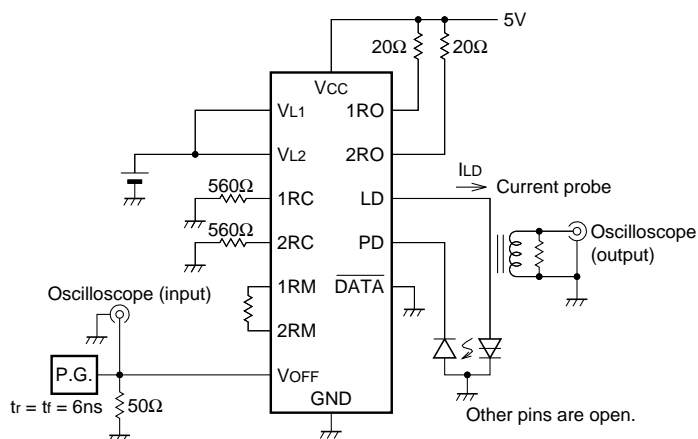 5V
20Ω 20Ω
VCC
VL1 1RO
VL2 2RO
ILD
Current probe
560Ω
1RC LD
Oscilloscope
(output)
560Ω
2RC PD
Oscilloscope (input)
1RM DATA
2RM
P.G.
VOFF
tr = tf = 6ns
50Ω
GND
Other pins are open.